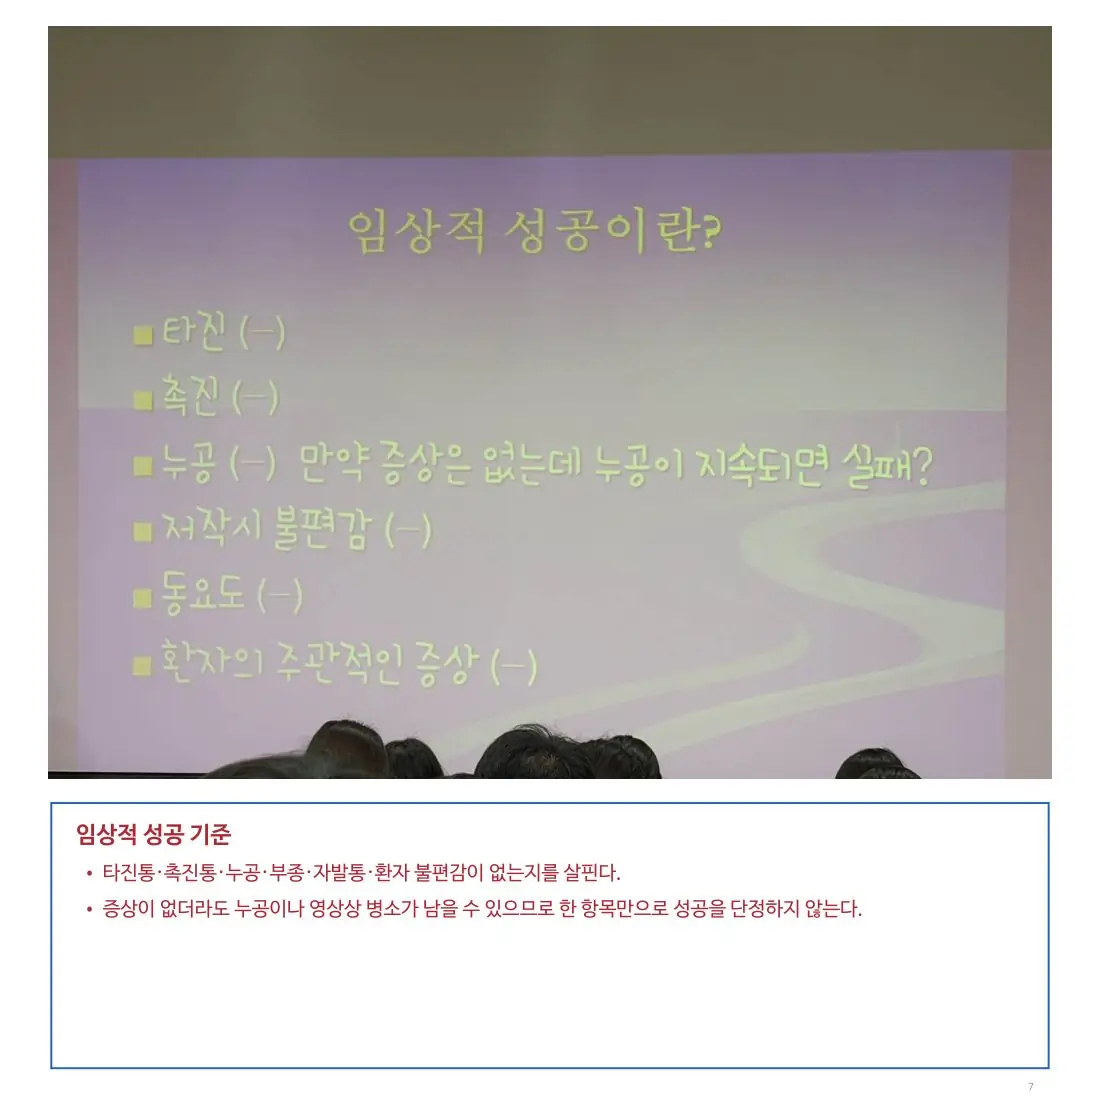 임상적 성공이란?
타진 (-)
촉진 (-)
누공 (-) 만약 증상은 없는데 누공이 지속되면 실패?
저작시 불편감 (-)
동요도 (-)
환자의 주관적인 증상 (-)
임상적 성공 기준
• 타진통·촉진통·누공·부종·자발통·환자 불편감이 없는지를 살핀다.
• 증상이 없더라도 누공이나 영상상 병소가 남을 수 있으므로 한 항목만으로 성공을 단정하지 않는다.
7